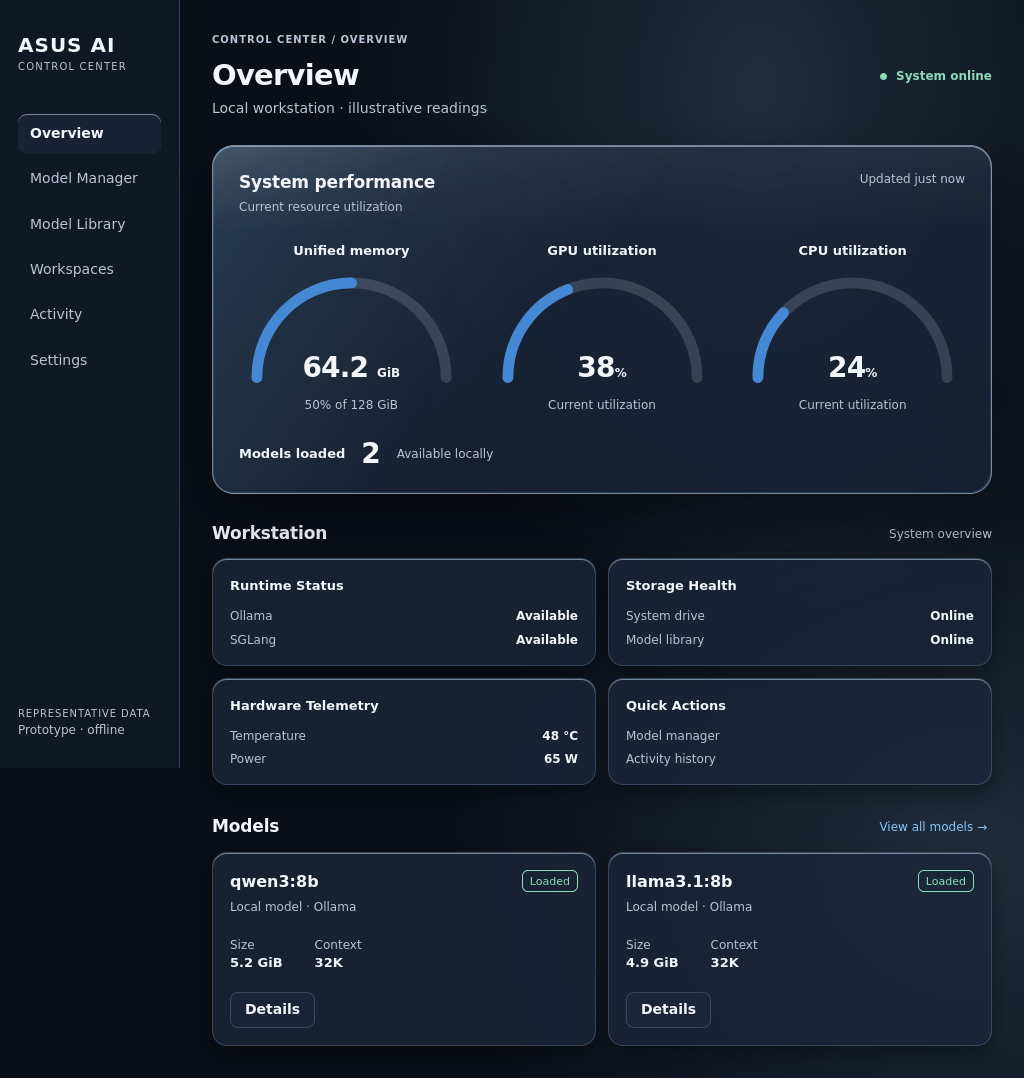 ASUS AI
CONTROL CENTER
Overview
Model Manager
Model Library
Workspaces
Activity
Settings
REPRESENTATIVE DATA
Prototype · offline
CONTROL CENTER / OVERVIEW
Overview
Local workstation · illustrative readings
● System online
System performance
Updated just now
Current resource utilization
Unified memory
64.2 GiB
50% of 128 GiB
GPU utilization
38%
Current utilization
CPU utilization
24%
Current utilization
Models loaded 2 Available locally
Workstation
System overview
Runtime Status
Ollama Available
SGLang Available
Storage Health
System drive Online
Model library Online
Hardware Telemetry
Temperature 48 °C
Power 65 W
Quick Actions
Model manager
Activity history
Models
View all models →
qwen3:8b
Loaded
Local model · Ollama
Size Context
5.2 GiB 32K
Details
llama3.1:8b
Loaded
Local model · Ollama
Size Context
4.9 GiB 32K
Details